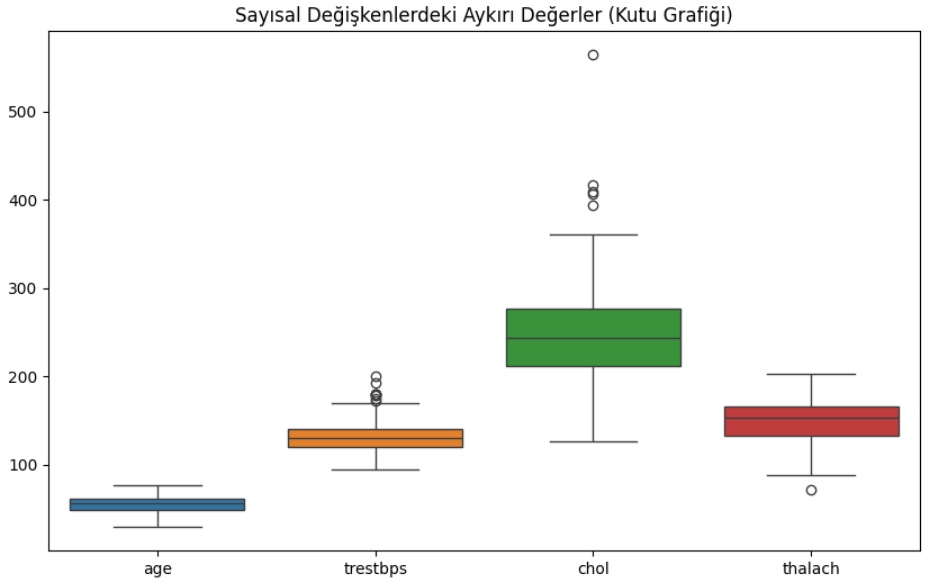 Sayısal Değişkenlerdeki Aykırı Değerler (Kutu Grafiği)
500
400
300
200
100
age trestbps chol thalach